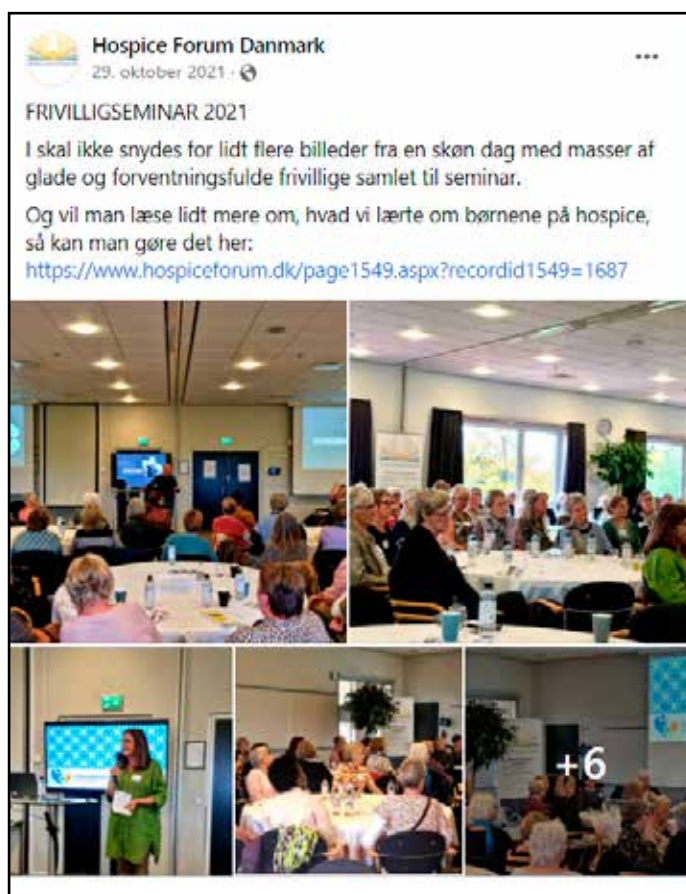 Hospice Forum Danmark
29. oktober 2021 ·
FRIVILLIGSEMINAR 2021
I skal ikke snydes for lidt flere billeder fra en skøn dag med masser af
glade og forventningsfulde frivillige samlet til seminar.
Og vil man læse lidt mere om, hvad vi lærte om børnene på hospice,
så kan man gøre det her:
https://www.hospiceforum.dk/page1549.aspx?recordid1549=1687
+6